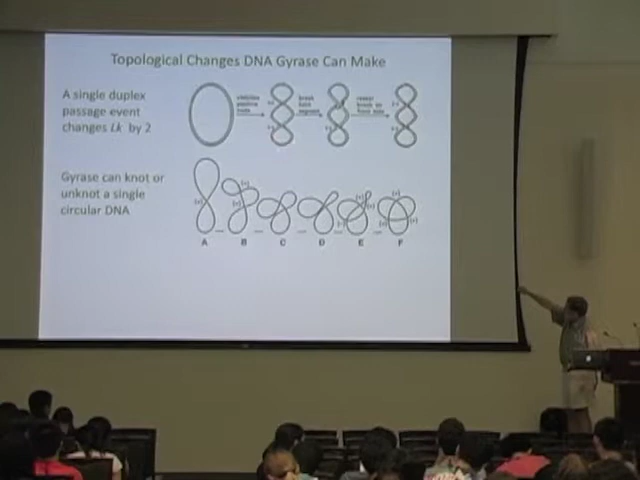 Topological Changes DNA Gyrase Can Make
A single duplex
passage event
changes Lk by 2
Gyrase can knot or
unknot a single
circular DNA
A B C D E F